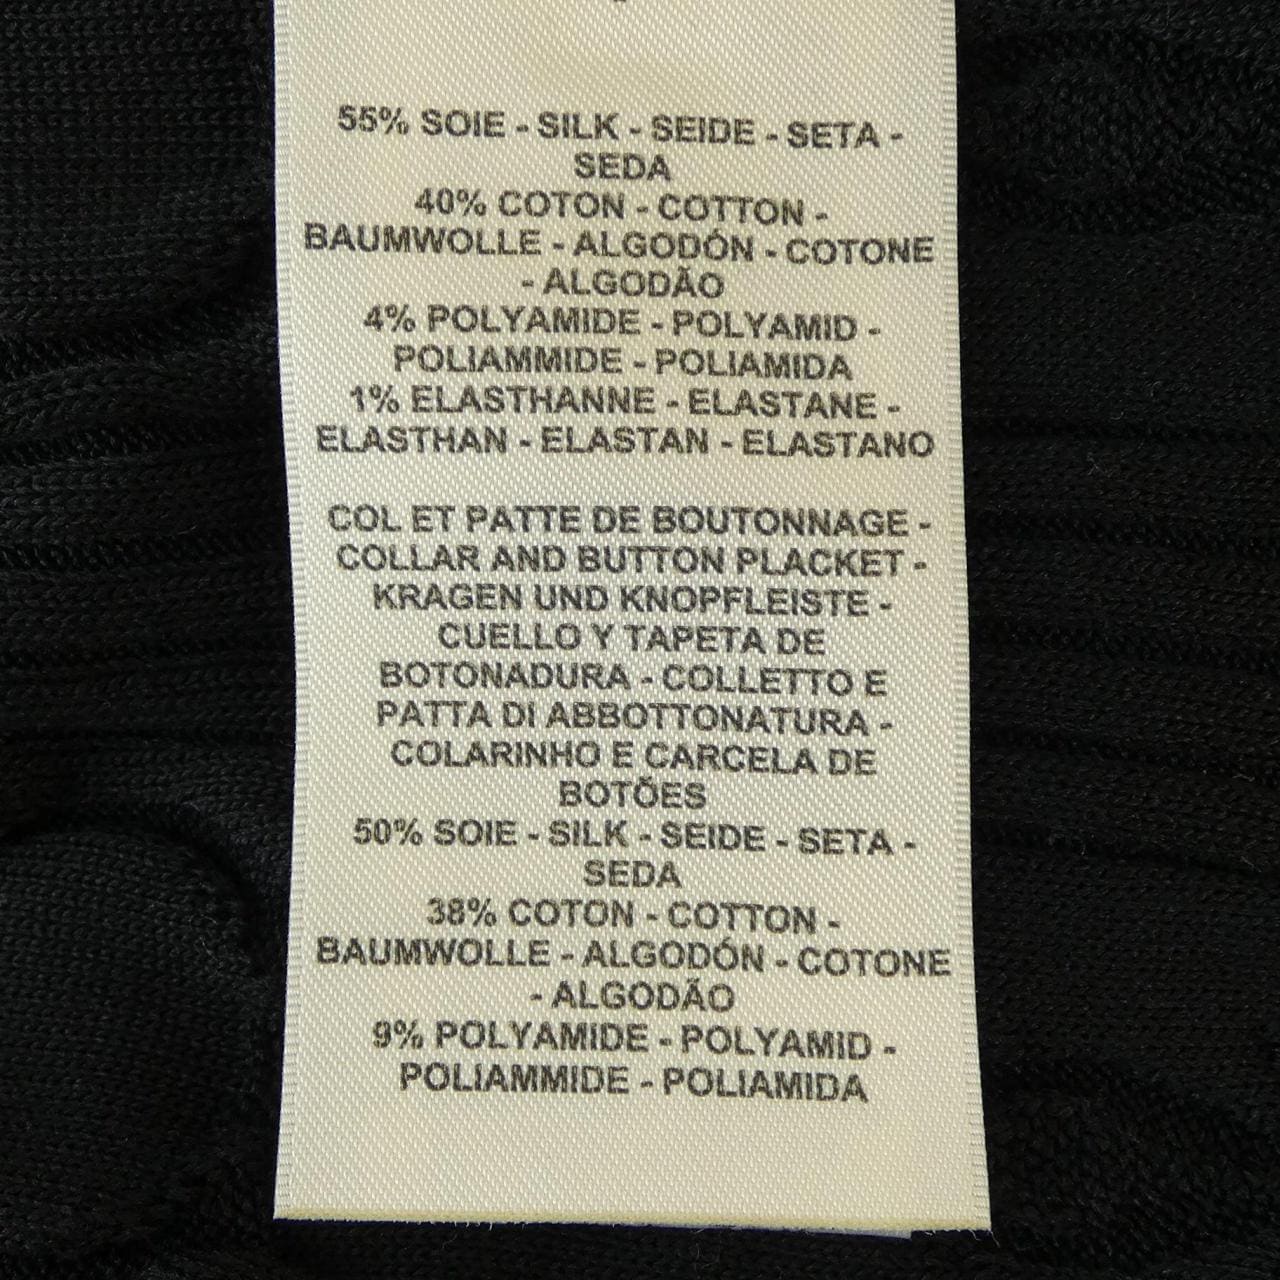 55% SOIE - SILK - SEIDE - SETA -
SEDA
40% COTON - COTTON -
BAUMWOLLE - ALGODÓN - COTONE
- ALGODÃO
4% POLYAMIDE - POLYAMID -
POLIAMMIDE - POLIAMIDA
1% ELASTHANNE - ELASTANE -
ELASTHAN - ELASTAN - ELASTANO
COL ET PATTE DE BOUTONNAGE -
COLLAR AND BUTTON PLACKET -
KRAGEN UND KNOPFLEISTE -
CUELLO Y TAPETA DE
BOTONADURA - COLLETTO E
PATTA DI ABBOTTONATURA -
COLARINHO E CARCELA DE
BOTÕES
50% SOIE - SILK - SEIDE - SETA -
SEDA
38% COTON - COTTON -
BAUMWOLLE - ALGODÓN - COTONE
- ALGODÃO
9% POLYAMIDE - POLYAMID -
POLIAMMIDE - POLIAMIDA